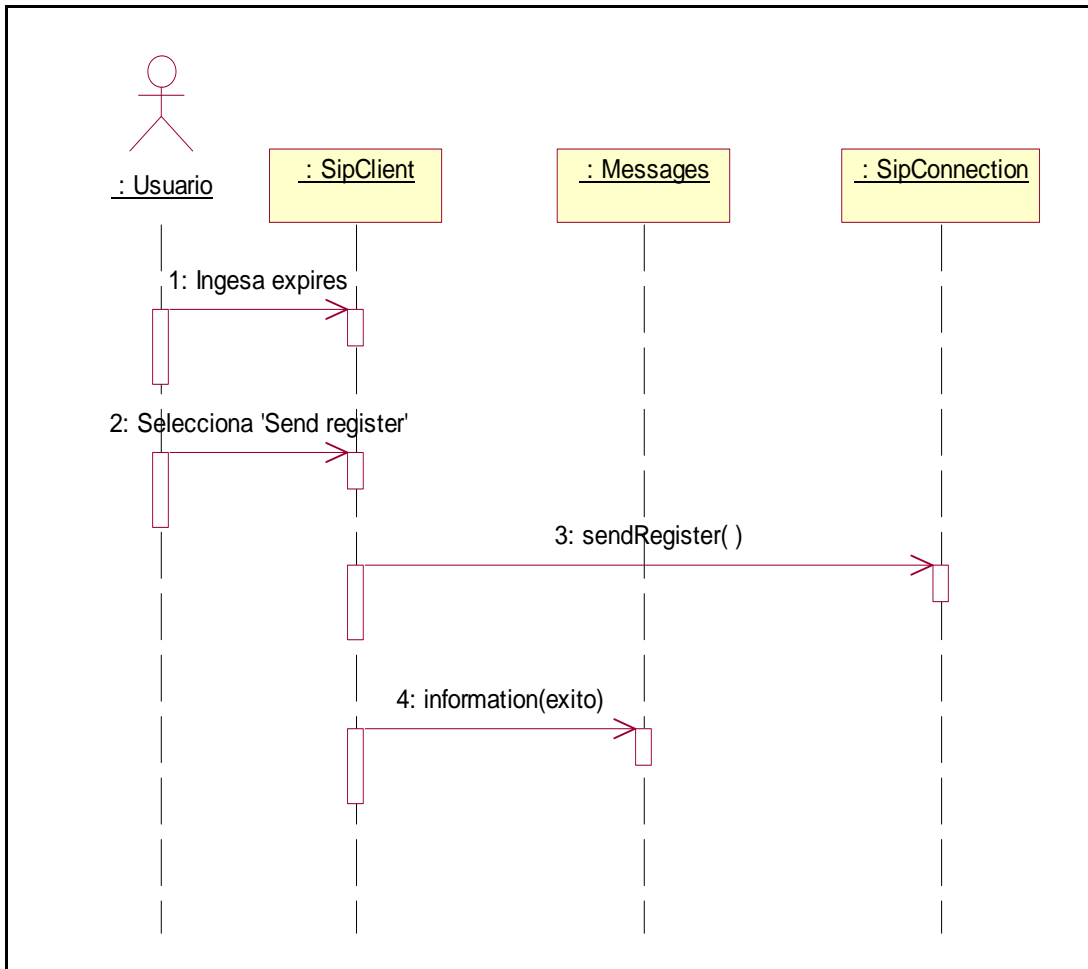 : Usuario
: SipClient
: Messages
: SipConnection
1: Ingesa expires
2: Selecciona 'Send register'
3: sendRegister( )
4: information(exito)